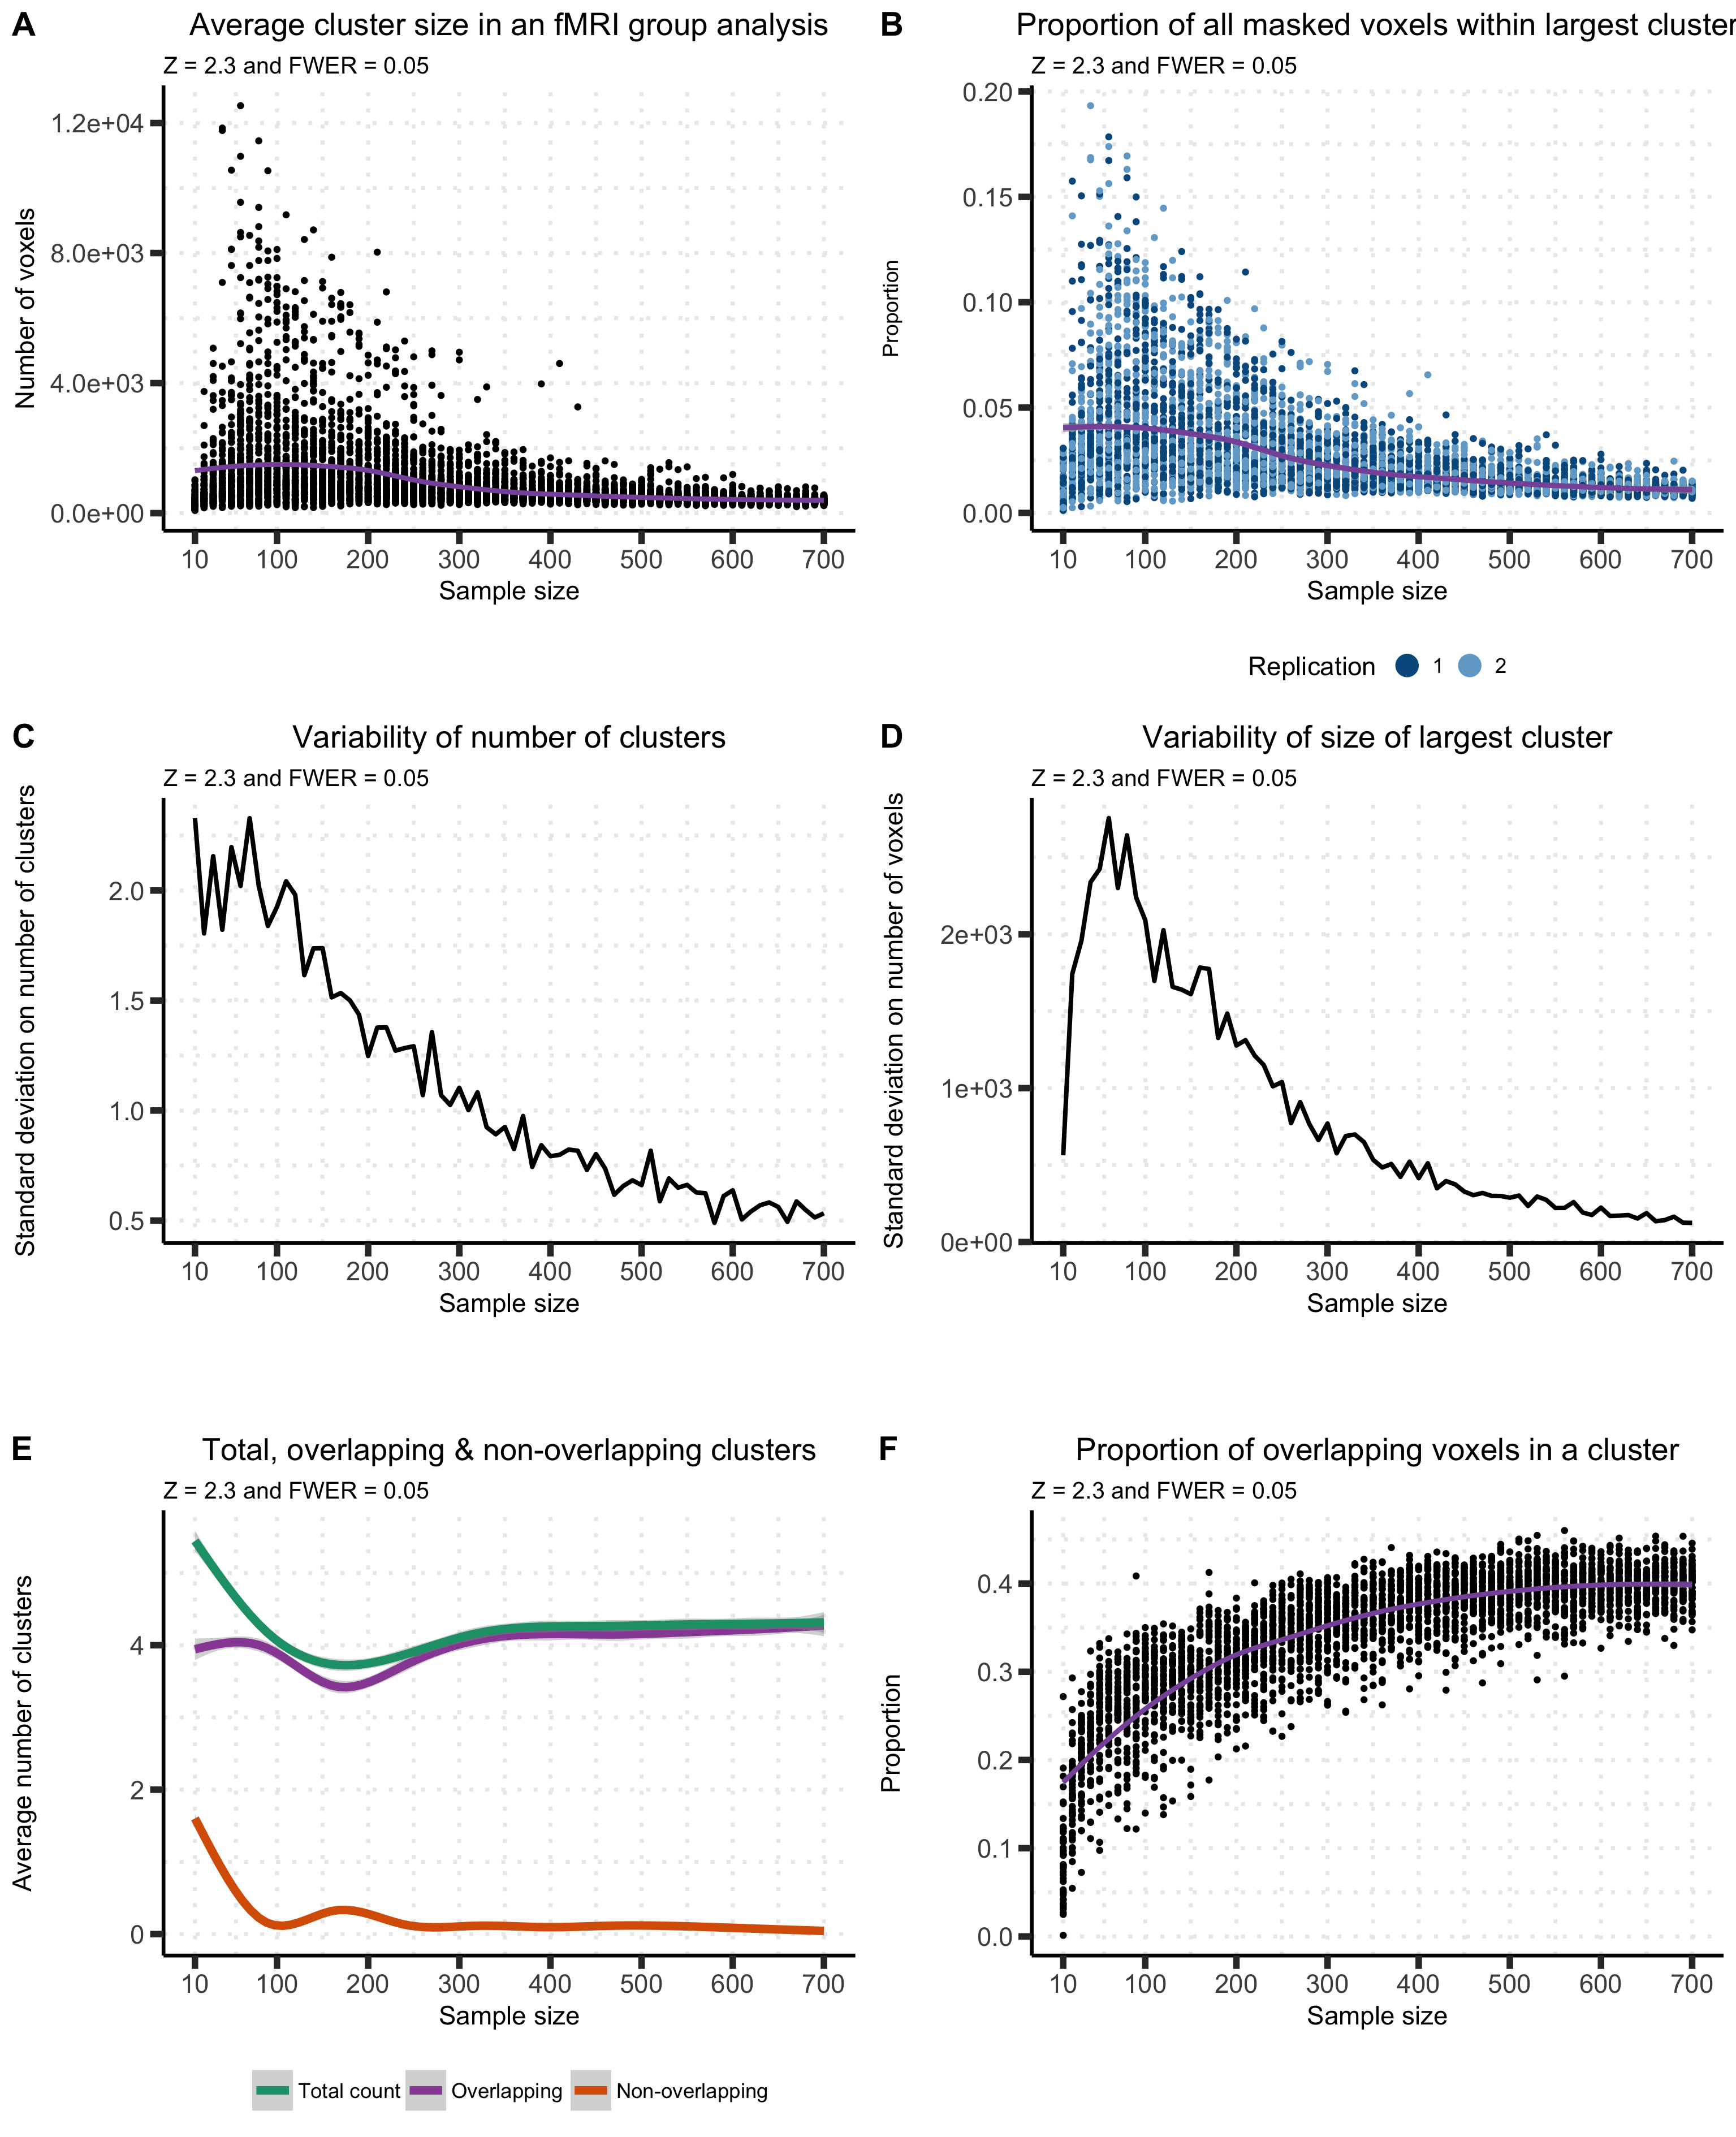 A
Average cluster size in an fMRI group analysis
Z = 2.3 and FWER = 0.05
Number of voxels
1.2e+04
8.0e+03
4.0e+03
0.0e+00
10 100 200 300 400 500 600 700
Sample size
B
Proportion of all masked voxels within largest cluster
Z = 2.3 and FWER = 0.05
Proportion
0.20
0.15
0.10
0.05
0.00
10 100 200 300 400 500 600 700
Sample size
Replication 1 2
C
Variability of number of clusters
Z = 2.3 and FWER = 0.05
Standard deviation on number of clusters
2.0
1.5
1.0
0.5
10 100 200 300 400 500 600 700
Sample size
D
Variability of size of largest cluster
Z = 2.3 and FWER = 0.05
Standard deviation on number of voxels
2e+03
1e+03
0e+00
10 100 200 300 400 500 600 700
Sample size
E
Total, overlapping & non-overlapping clusters
Z = 2.3 and FWER = 0.05
Average number of clusters
4
2
0
10 100 200 300 400 500 600 700
Sample size
Total count Overlapping Non-overlapping
F
Proportion of overlapping voxels in a cluster
Z = 2.3 and FWER = 0.05
Proportion
0.4
0.3
0.2
0.1
0.0
10 100 200 300 400 500 600 700
Sample size